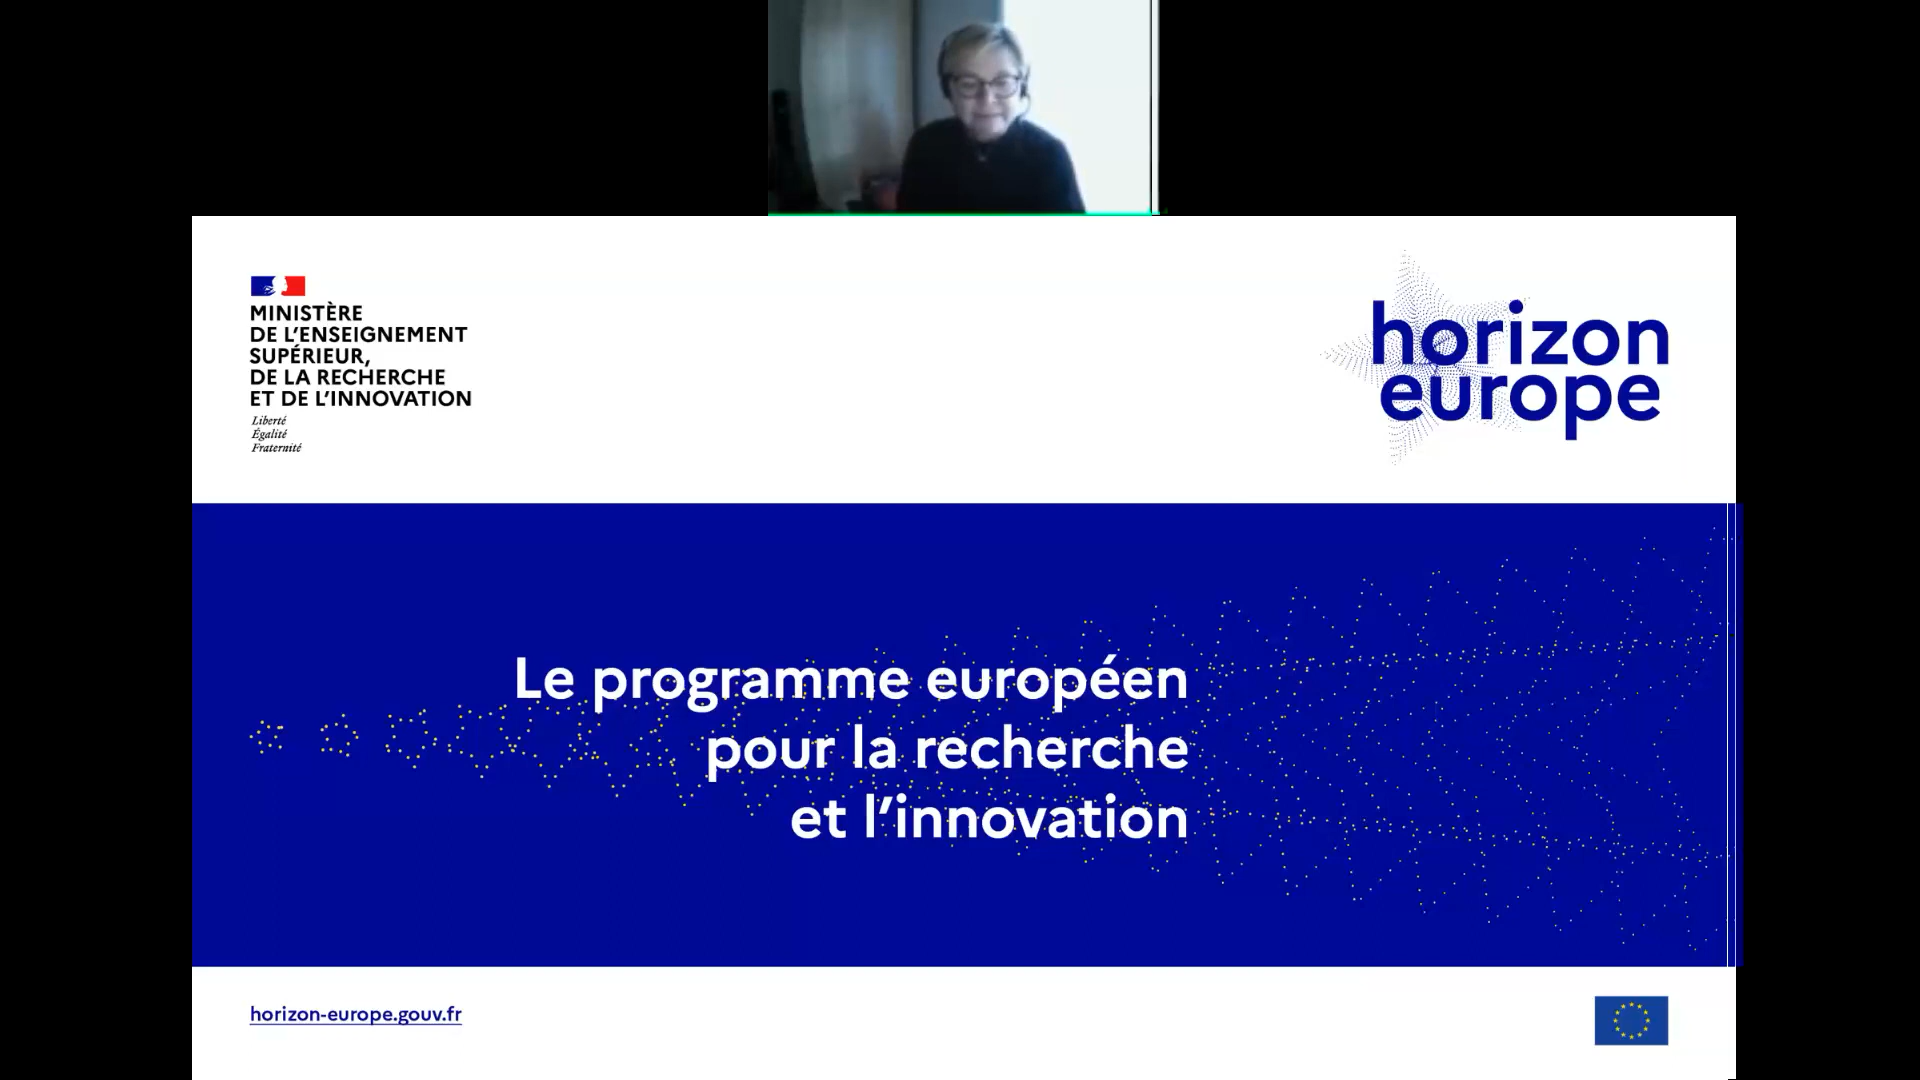 MINISTÈRE
DE L'ENSEIGNEMENT
SUPÉRIEUR,
DE LA RECHERCHE
ET DE L'INNOVATION
Liberté
Égalité
Fraternité
horizon
europe
Le programme européen
pour la recherche
et l'innovation
horizon-europe.gouv.fr